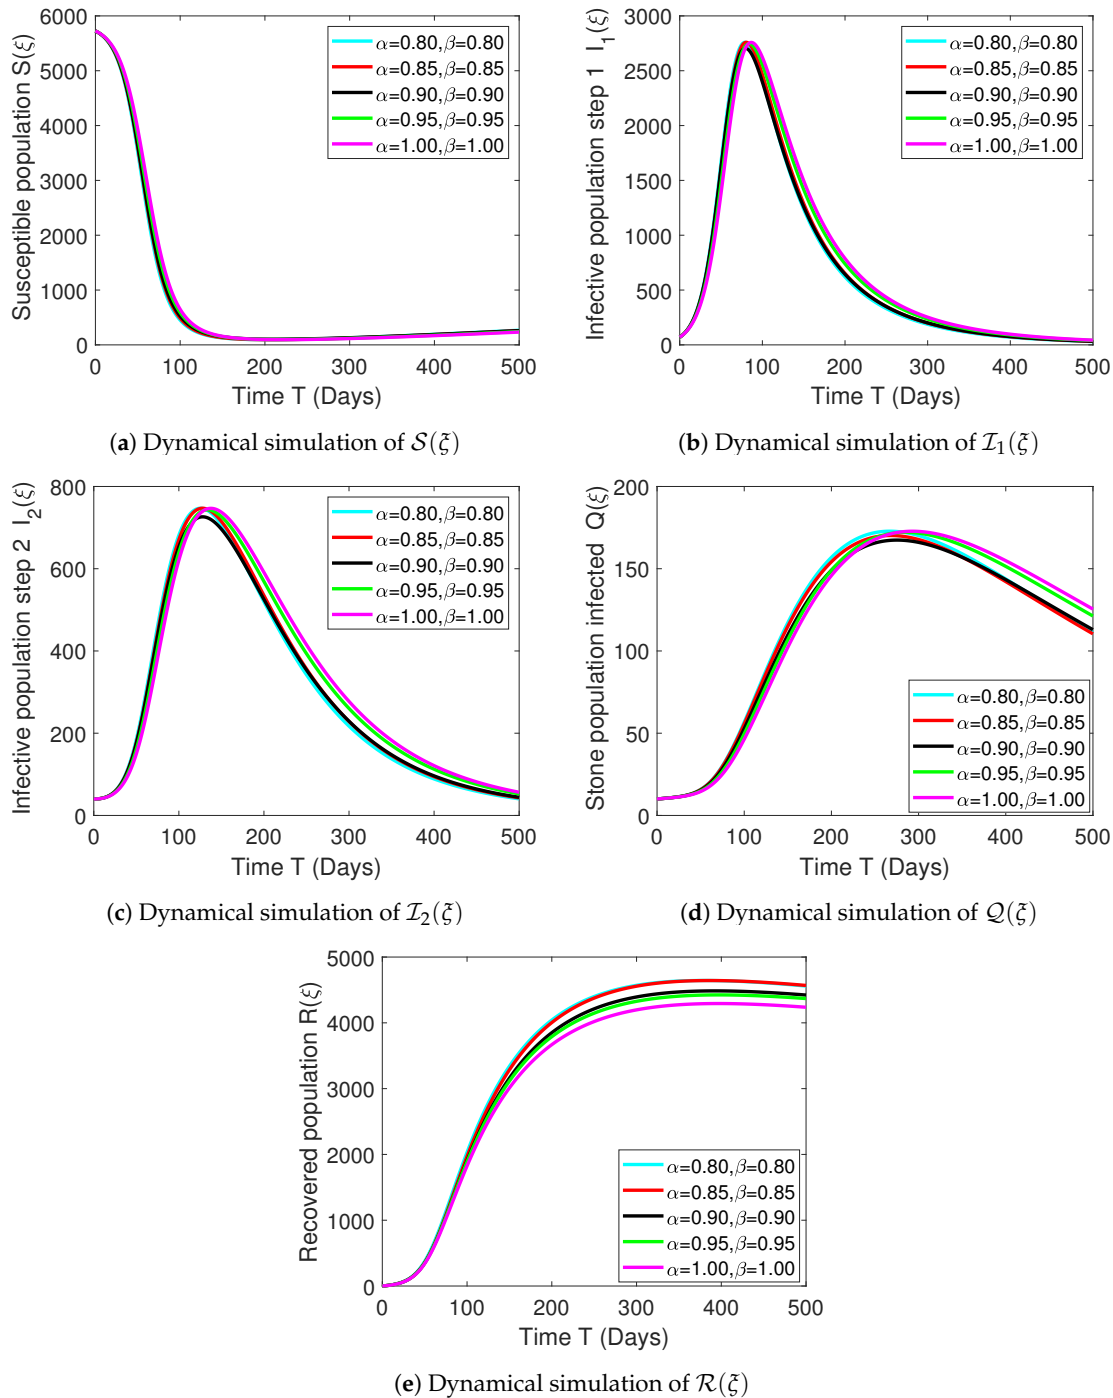 Susceptible population S(ξ)
6000
5000
4000
3000
2000
1000
0
0 100 200 300 400 500
Time T (Days)
α=0.80,β=0.80
α=0.85,β=0.85
α=0.90,β=0.90
α=0.95,β=0.95
α=1.00,β=1.00
(a) Dynamical simulation of 𝒮(ξ)
Infective population step 1 I₁(ξ)
3000
2500
2000
1500
1000
500
0
0 100 200 300 400 500
Time T (Days)
α=0.80,β=0.80
α=0.85,β=0.85
α=0.90,β=0.90
α=0.95,β=0.95
α=1.00,β=1.00
(b) Dynamical simulation of ℐ₁(ξ)
Infective population step 2 I₂(ξ)
800
600
400
200
0
0 100 200 300 400 500
Time T (Days)
α=0.80,β=0.80
α=0.85,β=0.85
α=0.90,β=0.90
α=0.95,β=0.95
α=1.00,β=1.00
(c) Dynamical simulation of ℐ₂(ξ)
Stone population infected Q(ξ)
200
150
100
50
0
0 100 200 300 400 500
Time T (Days)
α=0.80,β=0.80
α=0.85,β=0.85
α=0.90,β=0.90
α=0.95,β=0.95
α=1.00,β=1.00
(d) Dynamical simulation of 𝒬(ξ)
Recovered population R(ξ)
5000
4000
3000
2000
1000
0
0 100 200 300 400 500
Time T (Days)
α=0.80,β=0.80
α=0.85,β=0.85
α=0.90,β=0.90
α=0.95,β=0.95
α=1.00,β=1.00
(e) Dynamical simulation of ℛ(ξ)